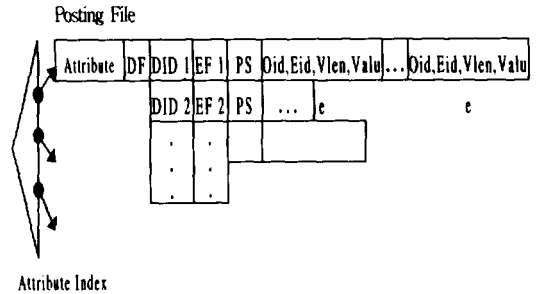 Posting File
Attribute DF DID 1 EF 1 PS Oid,Eid,Vlen,Valu ... Oid,Eid,Vlen,Valu
DID 2 EF 2 PS ... e e
. .
. .
. .
Attribute Index